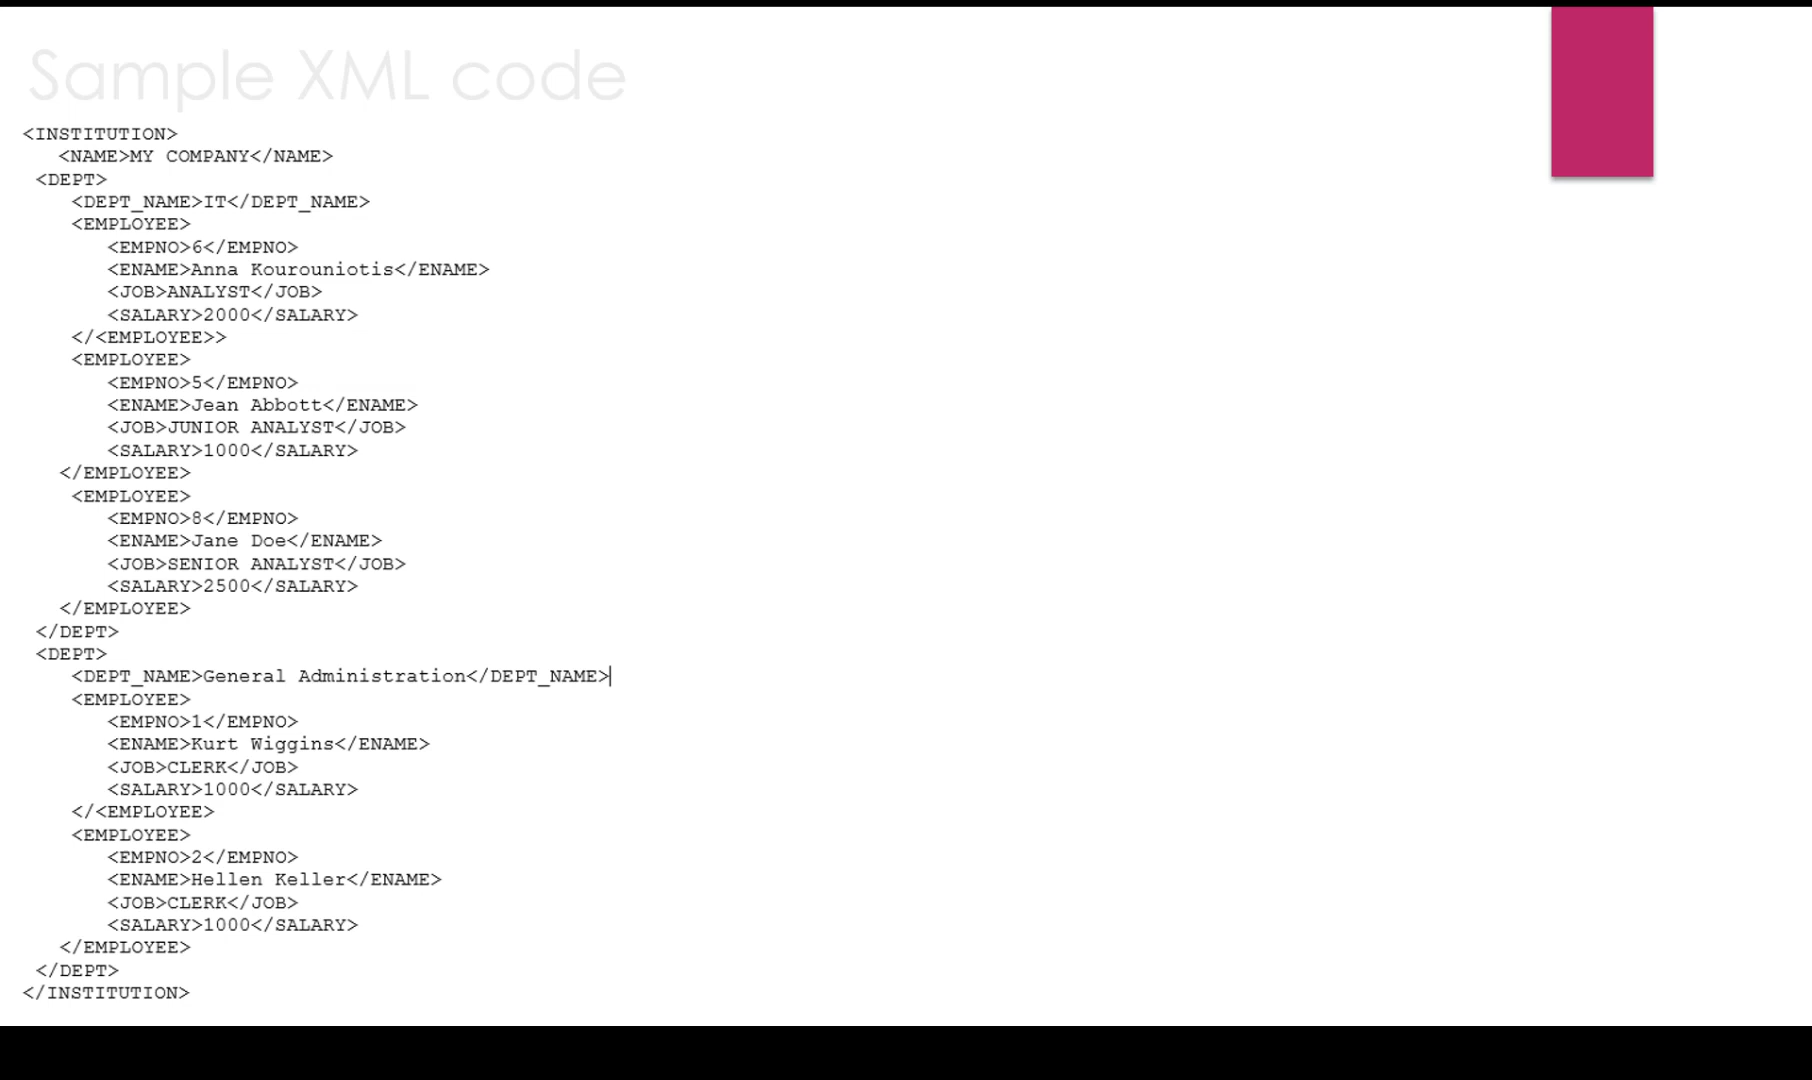 Sample XML code
<INSTITUTION>
<NAME>MY COMPANY</NAME>
<DEPT>
<DEPT_NAME>IT</DEPT_NAME>
<EMPLOYEE>
<EMPNO>6</EMPNO>
<ENAME>Anna Kourouniotis</ENAME>
<JOB>ANALYST</JOB>
<SALARY>2000</SALARY>
</<EMPLOYEE>>
<EMPLOYEE>
<EMPNO>5</EMPNO>
<ENAME>Jean Abbott</ENAME>
<JOB>JUNIOR ANALYST</JOB>
<SALARY>1000</SALARY>
</EMPLOYEE>
<EMPLOYEE>
<EMPNO>8</EMPNO>
<ENAME>Jane Doe</ENAME>
<JOB>SENIOR ANALYST</JOB>
<SALARY>2500</SALARY>
</EMPLOYEE>
</DEPT>
<DEPT>
<DEPT_NAME>General Administration</DEPT_NAME>
<EMPLOYEE>
<EMPNO>1</EMPNO>
<ENAME>Kurt Wiggins</ENAME>
<JOB>CLERK</JOB>
<SALARY>1000</SALARY>
</<EMPLOYEE>
<EMPLOYEE>
<EMPNO>2</EMPNO>
<ENAME>Hellen Keller</ENAME>
<JOB>CLERK</JOB>
<SALARY>1000</SALARY>
</EMPLOYEE>
</DEPT>
</INSTITUTION>